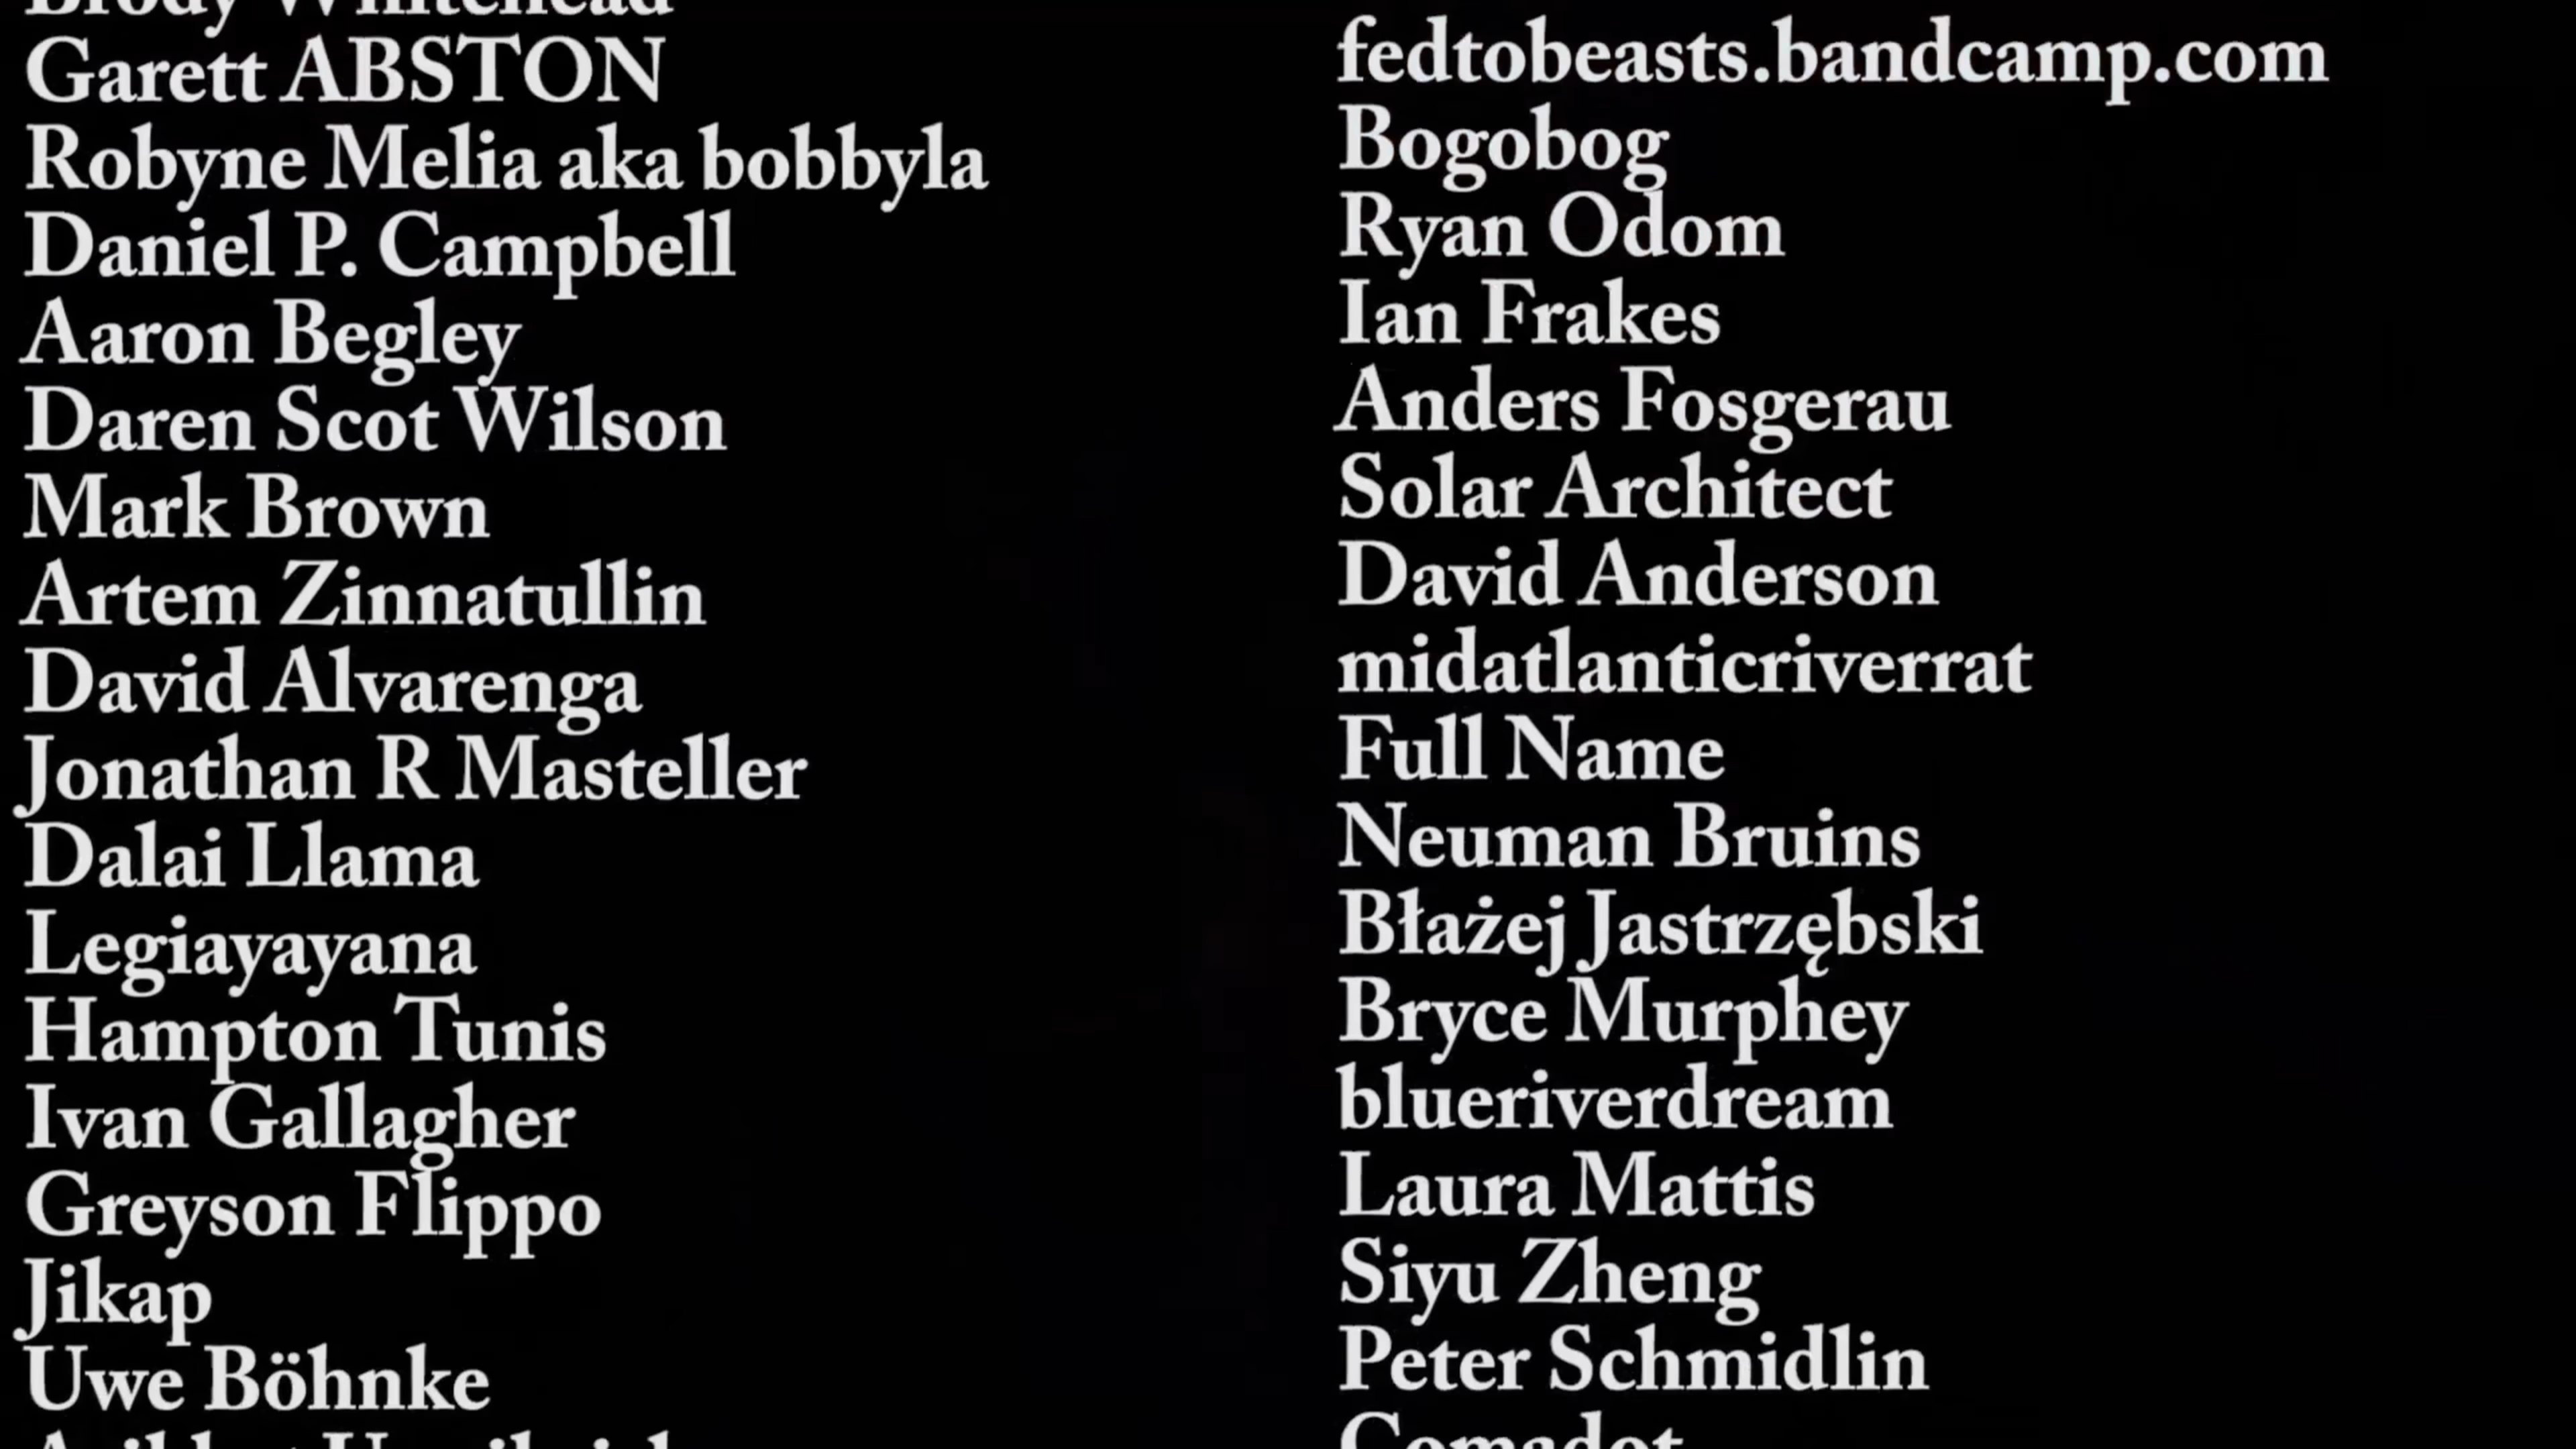 Brody Whitehead
Garett ABSTON
Robyne Melia aka bobbyla
Daniel P. Campbell
Aaron Begley
Daren Scot Wilson
Mark Brown
Artem Zinnatullin
David Alvarenga
Jonathan R Masteller
Dalai Llama
Legiayayana
Hampton Tunis
Ivan Gallagher
Greyson Flippo
Jikap
Uwe Böhnke
fedtobeasts.bandcamp.com
Bogobog
Ryan Odom
Ian Frakes
Anders Fosgerau
Solar Architect
David Anderson
midatlanticriverrat
Full Name
Neuman Bruins
Błażej Jastrzębski
Bryce Murphey
blueriverdream
Laura Mattis
Siyu Zheng
Peter Schmidlin